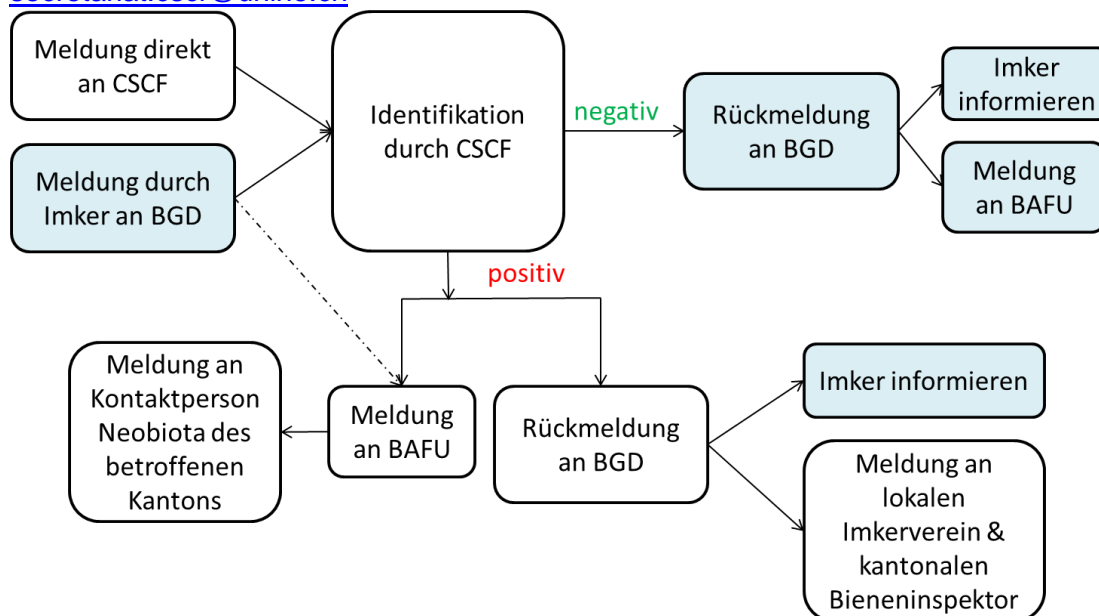 Meldung direkt
an CSCF
Meldung durch
Imker an BGD
Identifikation
durch CSCF
negativ
Rückmeldung
an BGD
Imker
informieren
Meldung
an BAFU
positiv
Meldung an
Kontaktperson
Neobiota des
betroffenen
Kantons
Meldung
an BAFU
Rückmeldung
an BGD
Imker informieren
Meldung an
lokalen
Imkerverein &
kantonalen
Bieneninspektor